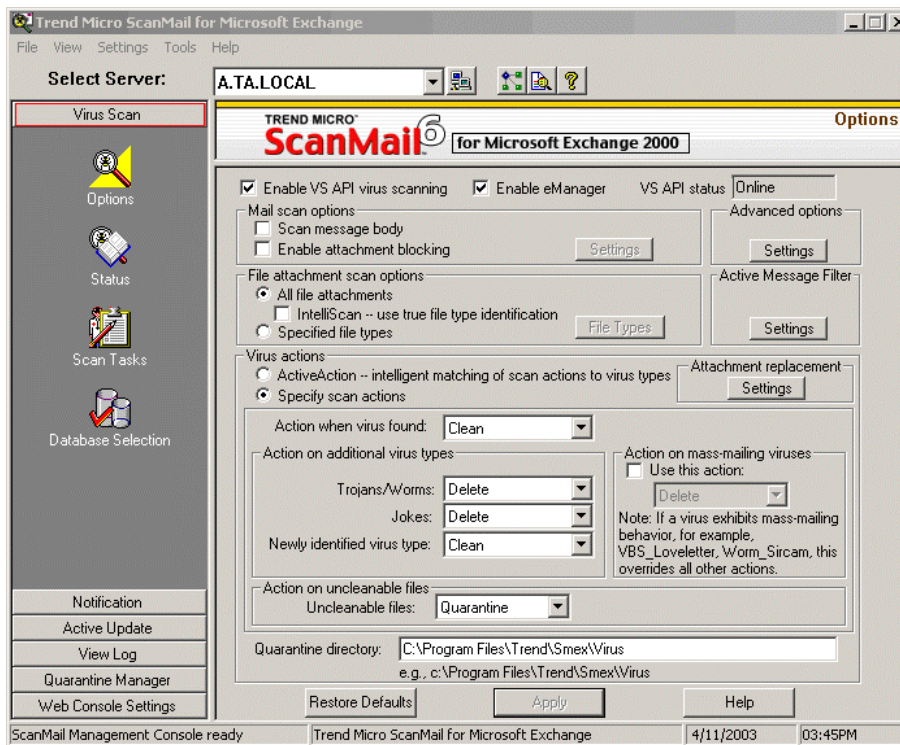 Trend Micro ScanMail for Microsoft Exchange
File View Settings Tools Help
Select Server: A.TA.LOCAL
Virus Scan
Options
Status
Scan Tasks
Database Selection
Notification
Active Update
View Log
Quarantine Manager
Web Console Settings
TREND MICRO™
ScanMail 6 for Microsoft Exchange 2000
Options
Enable VS API virus scanning Enable eManager VS API status Online
Mail scan options
Scan message body
Enable attachment blocking
Settings
Advanced options
Settings
File attachment scan options
All file attachments
IntelliScan -- use true file type identification
Specified file types
File Types
Active Message Filter
Settings
Virus actions
ActiveAction -- intelligent matching of scan actions to virus types
Specify scan actions
Attachment replacement
Settings
Action when virus found: Clean
Action on additional virus types
Trojans/Worms: Delete
Jokes: Delete
Newly identified virus type: Clean
Action on mass-mailing viruses
Use this action:
Delete
Note: If a virus exhibits mass-mailing
behavior, for example,
VBS_Loveletter, Worm_Sircam, this
overrides all other actions.
Action on uncleanable files
Uncleanable files: Quarantine
Quarantine directory: C:\Program Files\Trend\Smex\Virus
e.g., c:\Program Files\Trend\Smex\Virus
Restore Defaults Apply Help
ScanMail Management Console ready Trend Micro ScanMail for Microsoft Exchange 4/11/2003 03:45PM